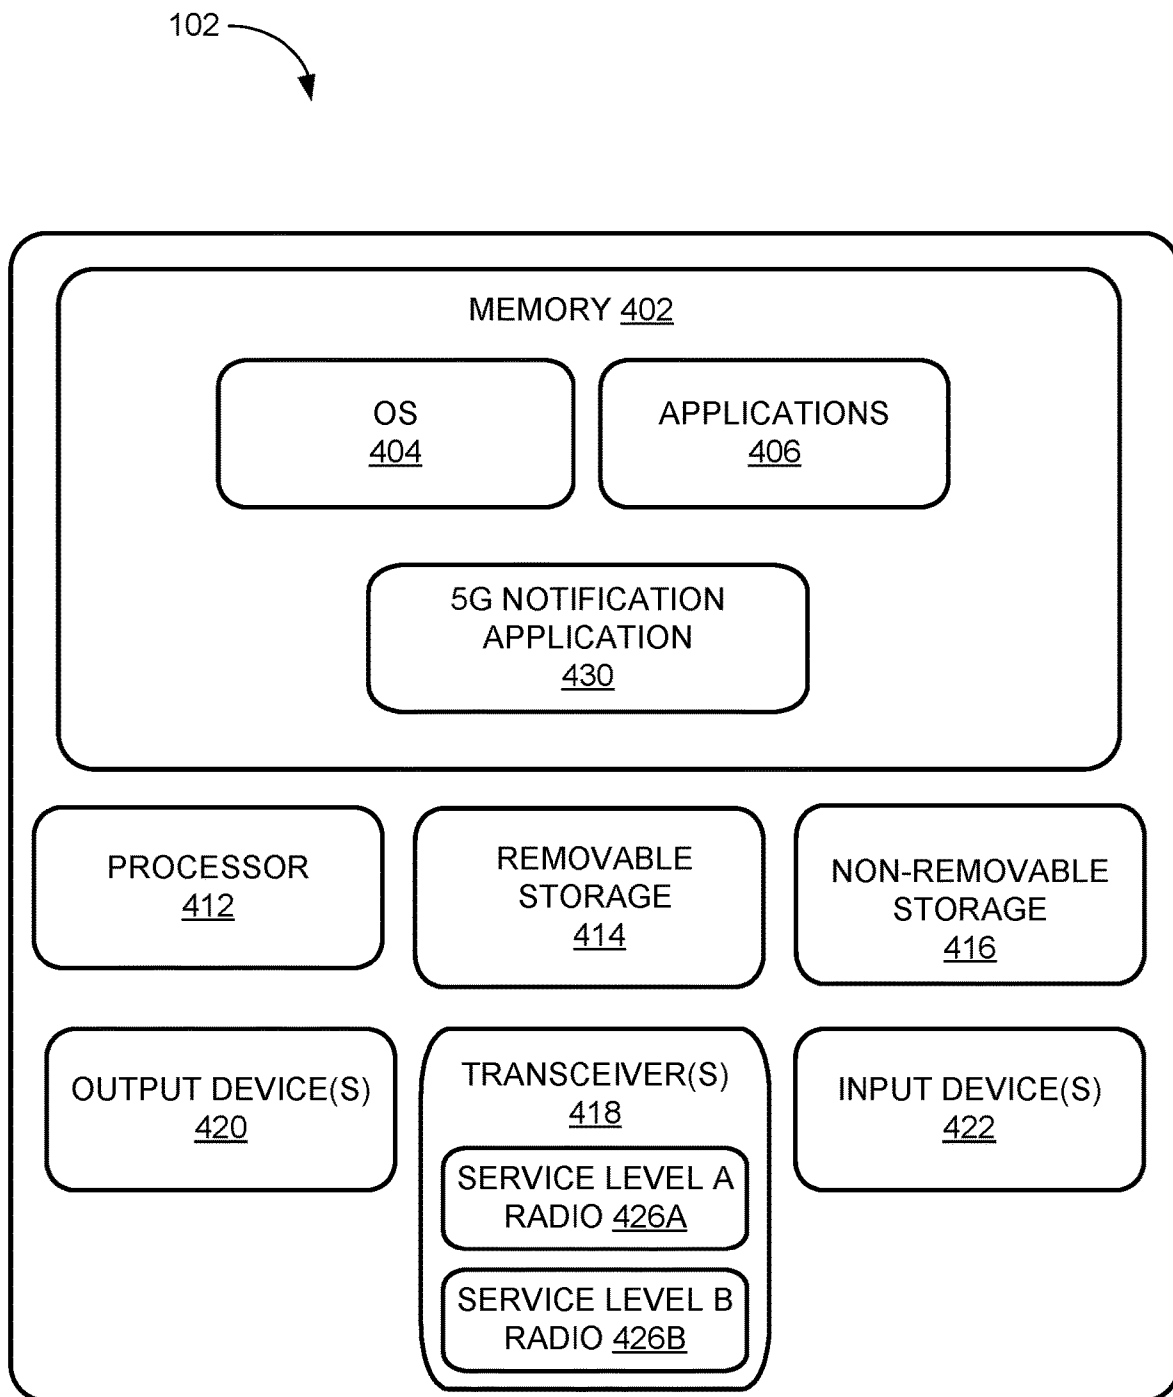 102
MEMORY 402
OS
404
APPLICATIONS
406
5G NOTIFICATION
APPLICATION
430
PROCESSOR
412
REMOVABLE
STORAGE
414
NON-REMOVABLE
STORAGE
416
OUTPUT DEVICE(S)
420
TRANSCEIVER(S)
418
SERVICE LEVEL A
RADIO 426A
SERVICE LEVEL B
RADIO 426B
INPUT DEVICE(S)
422